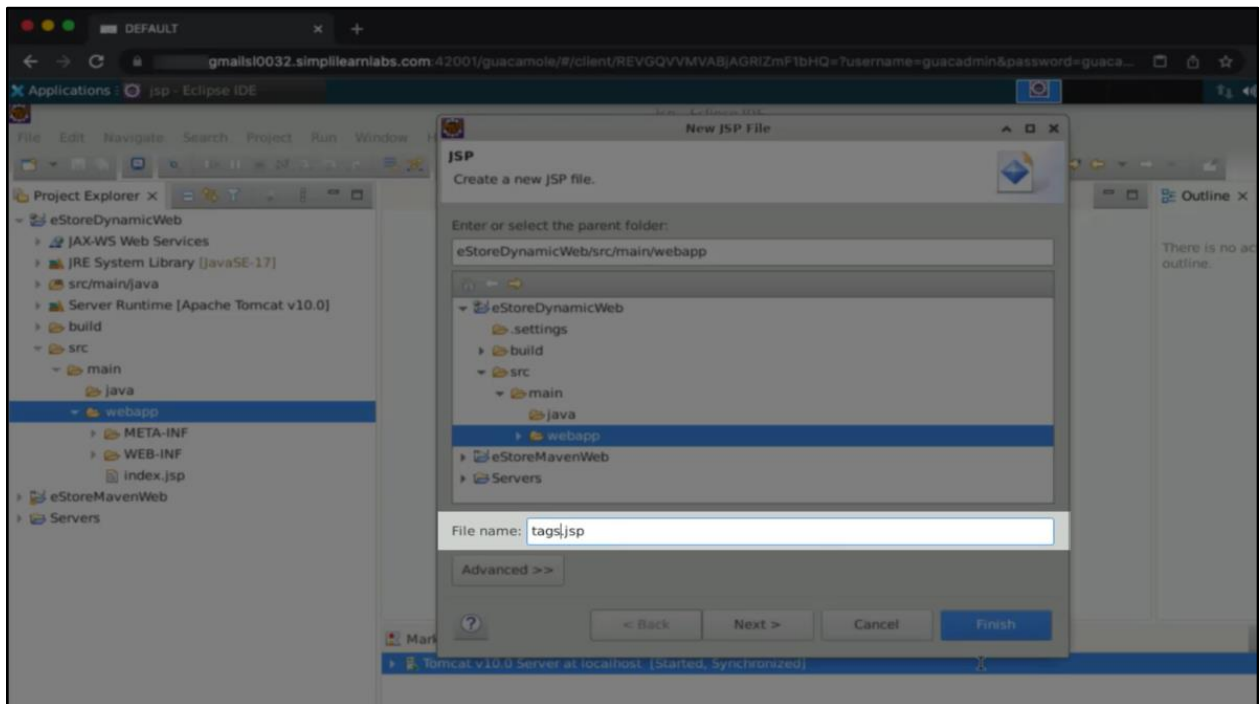 DEFAULT
gmailsl0032.simplilearnlabs.com:42001/guacamole/#/client/REVGQVVMVABjAGRlZmF1bHQ=?username=guacadmin&password=guaca...
Applications jsp - Eclipse IDE
File Edit Navigate Search Project Run Window H
New JSP File
JSP
Create a new JSP file.
Project Explorer
Outline
Enter or select the parent folder:
eStoreDynamicWeb/src/main/webapp
eStoreDynamicWeb
JAX-WS Web Services
JRE System Library [JavaSE-17]
src/main/java
Server Runtime [Apache Tomcat v10.0]
build
src
main
java
webapp
META-INF
WEB-INF
index.jsp
eStoreMavenWeb
Servers
eStoreDynamicWeb
.settings
build
src
main
java
webapp
eStoreMavenWeb
Servers
There is no ac
outline.
File name: tags.jsp
Advanced >>
? < Back Next > Cancel Finish
Mark
Tomcat v10.0 Server at localhost [Started, Synchronized]